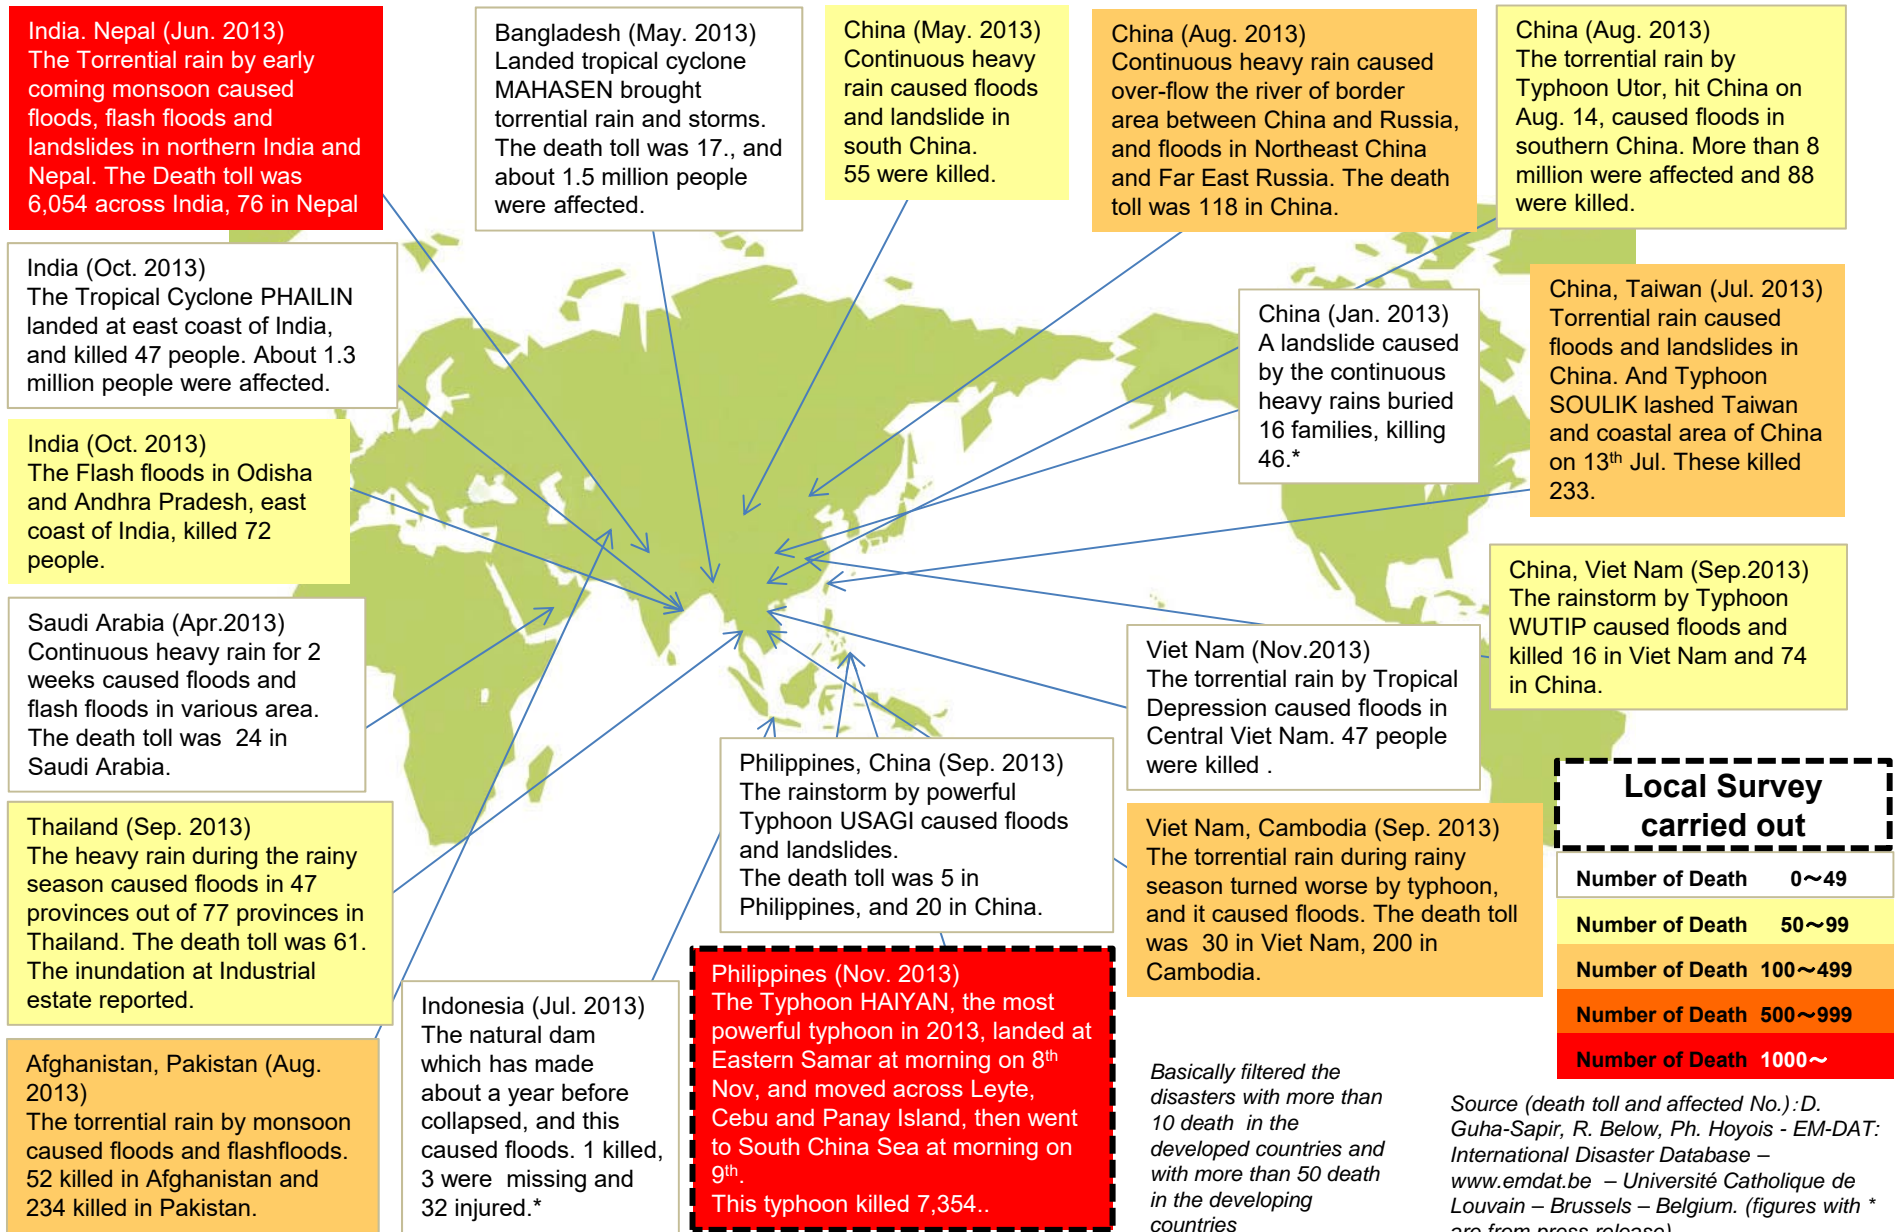 India. Nepal (Jun. 2013)
The Torrential rain by early
coming monsoon caused
floods, flash floods and
landslides in northern India and
Nepal. The Death toll was
6,054 across India, 76 in Nepal
Bangladesh (May. 2013)
Landed tropical cyclone
MAHASEN brought
torrential rain and storms.
The death toll was 17., and
about 1.5 million people
were affected.
China (May. 2013)
Continuous heavy
rain caused floods
and landslide in
south China.
55 were killed.
China (Aug. 2013)
Continuous heavy rain caused
over-flow the river of border
area between China and Russia,
and floods in Northeast China
and Far East Russia. The death
toll was 118 in China.
China (Aug. 2013)
The torrential rain by
Typhoon Utor, hit China on
Aug. 14, caused floods in
southern China. More than 8
million were affected and 88
were killed.
India (Oct. 2013)
The Tropical Cyclone PHAILIN
landed at east coast of India,
and killed 47 people. About 1.3
million people were affected.
China (Jan. 2013)
A landslide caused
by the continuous
heavy rains buried
16 families, killing
46.*
China, Taiwan (Jul. 2013)
Torrential rain caused
floods and landslides in
China. And Typhoon
SOULIK lashed Taiwan
and coastal area of China
on 13th Jul. These killed
233.
India (Oct. 2013)
The Flash floods in Odisha
and Andhra Pradesh, east
coast of India, killed 72
people.
China, Viet Nam (Sep.2013)
The rainstorm by Typhoon
WUTIP caused floods and
killed 16 in Viet Nam and 74
in China.
Saudi Arabia (Apr.2013)
Continuous heavy rain for 2
weeks caused floods and
flash floods in various area.
The death toll was 24 in
Saudi Arabia.
Viet Nam (Nov.2013)
The torrential rain by Tropical
Depression caused floods in
Central Viet Nam. 47 people
were killed .
Philippines, China (Sep. 2013)
The rainstorm by powerful
Typhoon USAGI caused floods
and landslides.
The death toll was 5 in
Philippines, and 20 in China.
Thailand (Sep. 2013)
The heavy rain during the rainy
season caused floods in 47
provinces out of 77 provinces in
Thailand. The death toll was 61.
The inundation at Industrial
estate reported.
Viet Nam, Cambodia (Sep. 2013)
The torrential rain during rainy
season turned worse by typhoon,
and it caused floods. The death toll
was 30 in Viet Nam, 200 in
Cambodia.
Local Survey
carried out
Number of Death 0～49
Number of Death 50～99
Number of Death 100～499
Number of Death 500～999
Number of Death 1000～
Afghanistan, Pakistan (Aug.
2013)
The torrential rain by monsoon
caused floods and flashfloods.
52 killed in Afghanistan and
234 killed in Pakistan.
Indonesia (Jul. 2013)
The natural dam
which has made
about a year before
collapsed, and this
caused floods. 1 killed,
3 were missing and
32 injured.*
Philippines (Nov. 2013)
The Typhoon HAIYAN, the most
powerful typhoon in 2013, landed at
Eastern Samar at morning on 8th
Nov, and moved across Leyte,
Cebu and Panay Island, then went
to South China Sea at morning on
9th.
This typhoon killed 7,354..
Basically filtered the
disasters with more than
10 death in the
developed countries and
with more than 50 death
in the developing
countries
Source (death toll and affected No.):D.
Guha-Sapir, R. Below, Ph. Hoyois - EM-DAT:
International Disaster Database –
www.emdat.be – Université Catholique de
Louvain – Brussels – Belgium. (figures with *
are from press release)